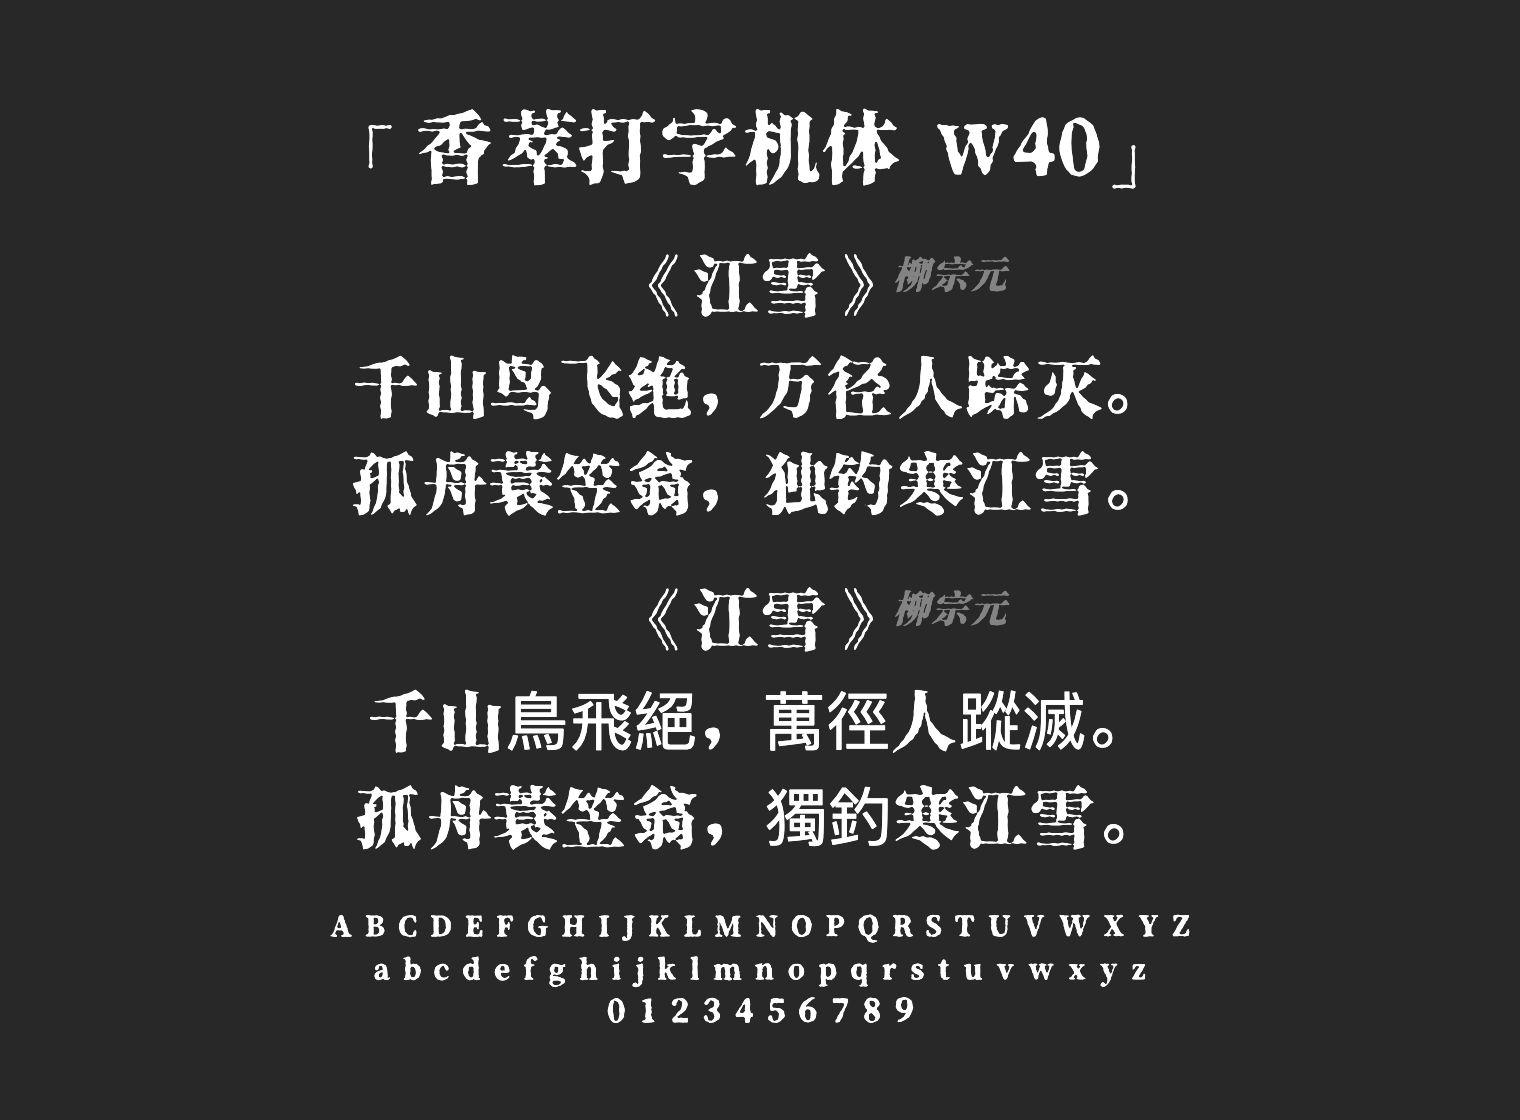 「香萃打字机体 W40」
《江雪》柳宗元
千山鸟飞绝，万径人踪灭。
孤舟蓑笠翁，独钓寒江雪。
《江雪》柳宗元
千山鳥飛絕，萬徑人蹤滅。
孤舟蓑笠翁，獨釣寒江雪。
A B C D E F G H I J K L M N O P Q R S T U V W X Y Z
a b c d e f g h i j k l m n o p q r s t u v w x y z
0 1 2 3 4 5 6 7 8 9